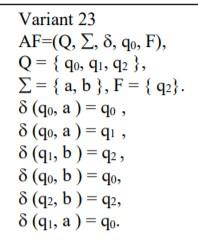 Variant 23
AF=(Q, Σ, δ, q₀, F),
Q = { q₀, q₁, q₂ },
Σ = { a, b }, F = { q₂}.
δ (q₀, a ) = q₀ ,
δ (q₀, a ) = q₁ ,
δ (q₁, b ) = q₂ ,
δ (q₀, b ) = q₀,
δ (q₂, b ) = q₂,
δ (q₁, a ) = q₀.